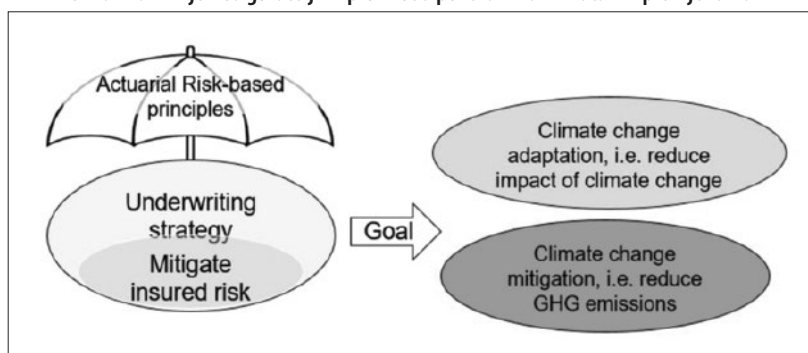 Actuarial Risk-based
principles
Underwriting
strategy
Mitigate
insured risk
Goal
Climate change
adaptation, i.e. reduce
impact of climate change
Climate change
mitigation, i.e. reduce
GHG emissions